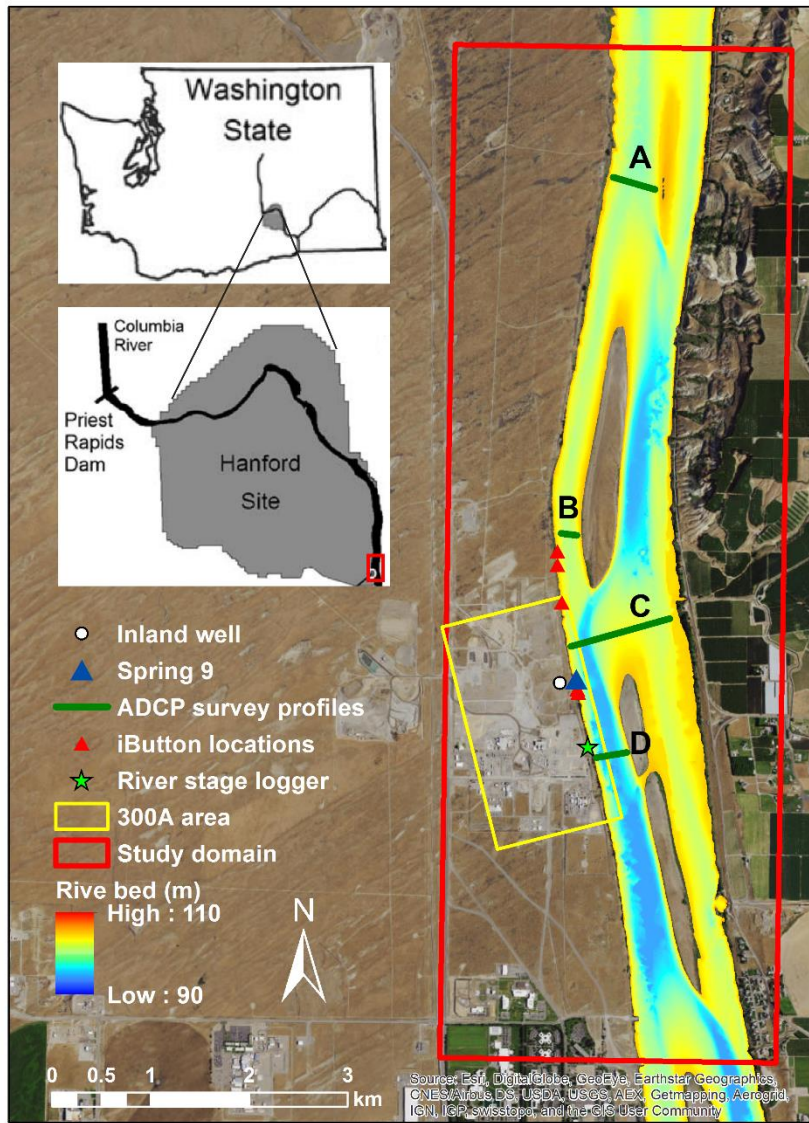 Washington
State
Columbia
River
Priest
Rapids
Dam
Hanford
Site
A
B
C
D
Inland well
Spring 9
ADCP survey profiles
iButton locations
River stage logger
300A area
Study domain
Rive bed (m)
High : 110
Low : 90
N
0 0.5 1 2 3
km
Source: Esri, DigitalGlobe, GeoEye, Earthstar Geographics,
CNES/Airbus DS, USDA, USGS, AEX, Getmapping, Aerogrid,
IGN, IGP, swisstopo, and the GIS User Community